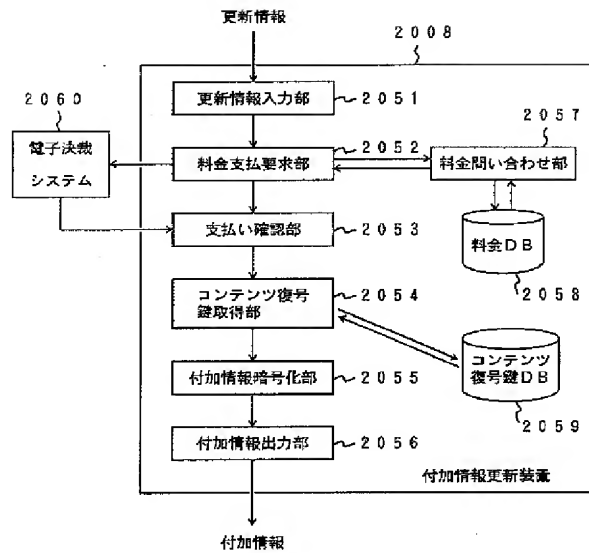 更新情報
2008
更新情報入力部
2051
2060
2057
電子決裁
システム
料金支払要求部
2052
料金問い合わせ部
支払い確認部
2053
料金DB
2058
コンテンツ復号
鍵取得部
2054
コンテンツ
復号鍵DB
付加情報暗号化部
2055
2059
付加情報出力部
2056
付加情報更新装置
付加情報